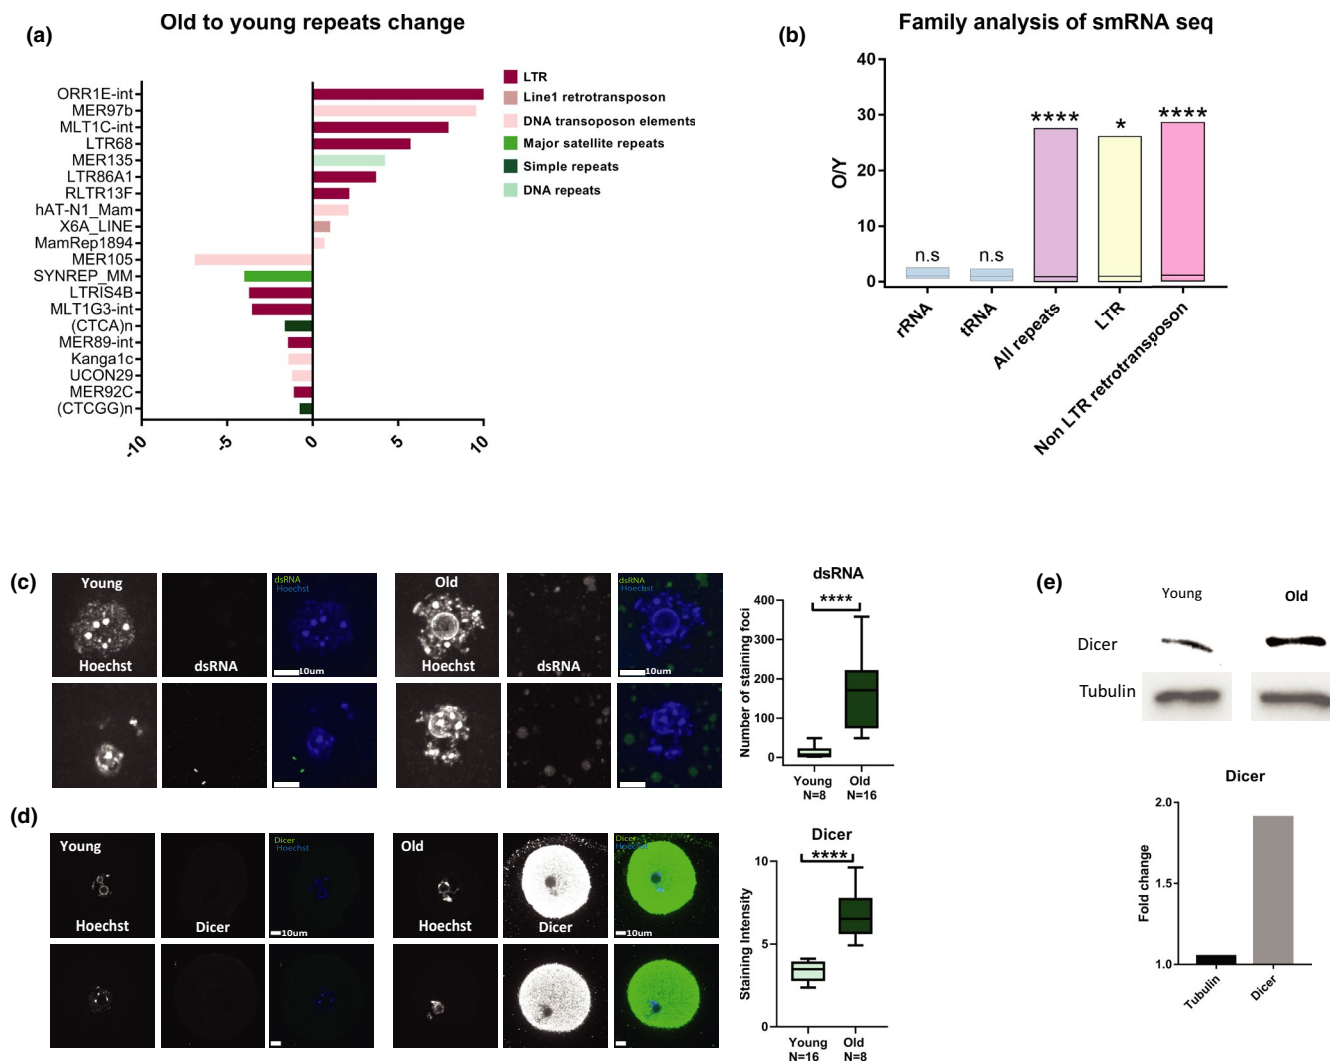 (a)
Old to young repeats change
ORR1E-int
MER97b
MLT1C-int
LTR68
MER135
LTR86A1
RLTR13F
hAT-N1_Mam
X6A_LINE
MamRep1894
MER105
SYNREP_MM
LTRIS4B
MLT1G3-int
(CTCA)n
MER89-int
Kanga1c
UCON29
MER92C
(CTCGG)n
-10
-5
0
5
10
LTR
Line1 retrotransposon
DNA transoposon elements
Major satellite repeats
Simple repeats
DNA repeats
(b)
Family analysis of smRNA seq
O/Y
40
30
20
10
0
n.s
n.s
****
*
****
rRNA
tRNA
All repeats
LTR
Non LTR retrotransposon
(c)
Young
Hoechst
dsRNA
dsRNA
Hoechst
10um
Old
Hoechst
dsRNA
dsRNA
Hoechst
10um
dsRNA
****
Number of staining foci
400
300
200
100
0
Young
N=8
Old
N=16
(d)
Young
Hoechst
Dicer
Dicer
Hoechst
10um
Old
Hoechst
Dicer
Dicer
Hoechst
10um
Dicer
****
Staining Intensity
10
5
0
Young
N=16
Old
N=8
(e)
Young
Old
Dicer
Tubulin
Dicer
Fold change
2.0
1.5
1.0
Tubulin
Dicer